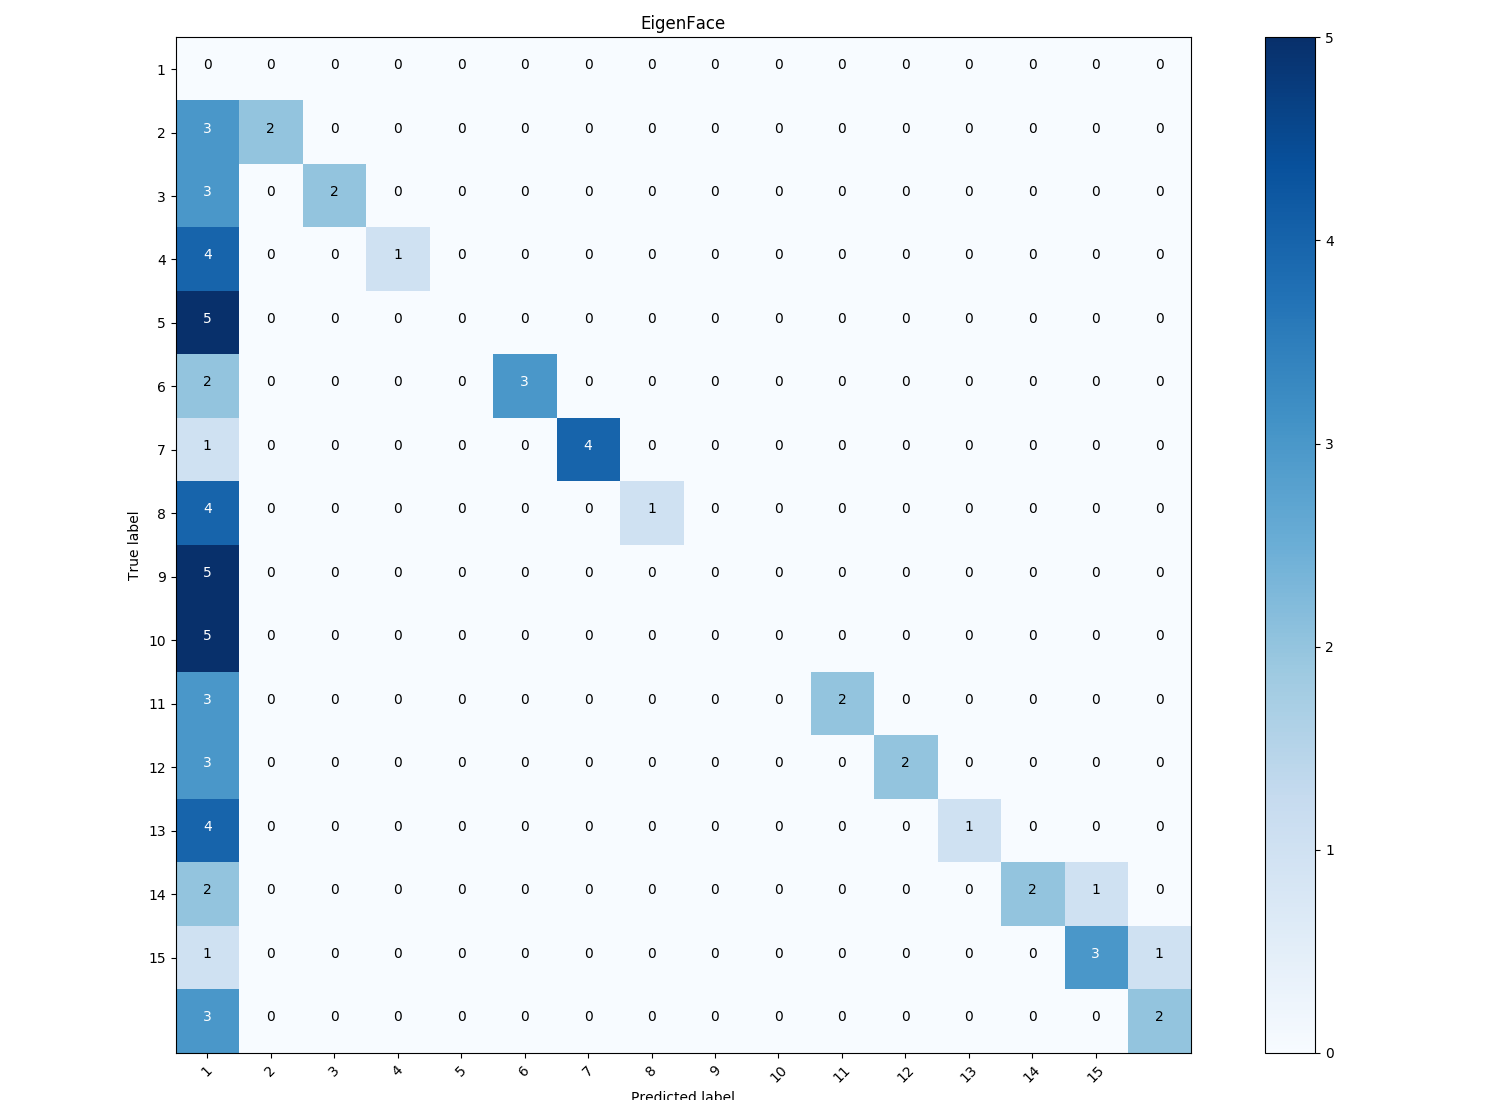 EigenFace
1 0 0 0 0 0 0 0 0 0 0 0 0 0 0 0 0
2 3 2 0 0 0 0 0 0 0 0 0 0 0 0 0 0
3 3 0 2 0 0 0 0 0 0 0 0 0 0 0 0 0
4 4 0 0 1 0 0 0 0 0 0 0 0 0 0 0 0
5 5 0 0 0 0 0 0 0 0 0 0 0 0 0 0 0
6 2 0 0 0 0 3 0 0 0 0 0 0 0 0 0 0
7 1 0 0 0 0 0 4 0 0 0 0 0 0 0 0 0
8 4 0 0 0 0 0 0 1 0 0 0 0 0 0 0 0
9 5 0 0 0 0 0 0 0 0 0 0 0 0 0 0 0
10 5 0 0 0 0 0 0 0 0 0 0 0 0 0 0 0
11 3 0 0 0 0 0 0 0 0 0 2 0 0 0 0 0
12 3 0 0 0 0 0 0 0 0 0 0 2 0 0 0 0
13 4 0 0 0 0 0 0 0 0 0 0 0 1 0 0 0
14 2 0 0 0 0 0 0 0 0 0 0 0 0 2 1 0
15 1 0 0 0 0 0 0 0 0 0 0 0 0 0 3 1
3 0 0 0 0 0 0 0 0 0 0 0 0 0 0 2
1 2 3 4 5 6 7 8 9 10 11 12 13 14 15
True label
Predicted label
5
4
3
2
1
0